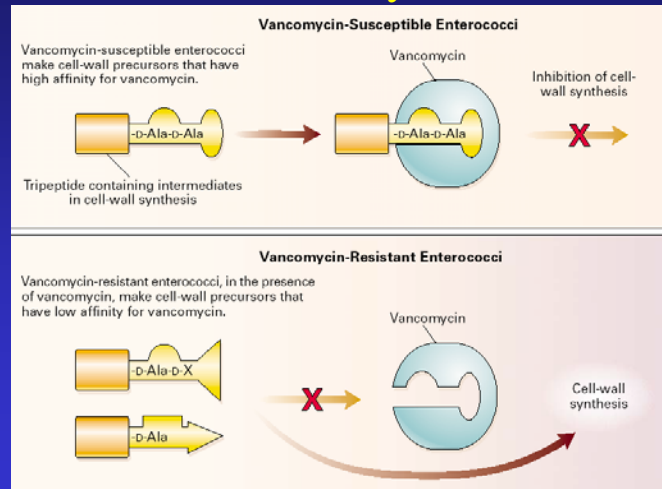 Vancomycin-Susceptible Enterococci
Vancomycin-susceptible enterococci
make cell-wall precursors that have
high affinity for vancomycin.
Vancomycin
Inhibition of cell-
wall synthesis
-D-Ala-D-Ala
-D-Ala-D-Ala
X
Tripeptide containing intermediates
in cell-wall synthesis
Vancomycin-Resistant Enterococci
Vancomycin-resistant enterococci, in the presence
of vancomycin, make cell-wall precursors that
have low affinity for vancomycin.
Vancomycin
-D-Ala-D-X
X
Cell-wall
synthesis
-D-Ala